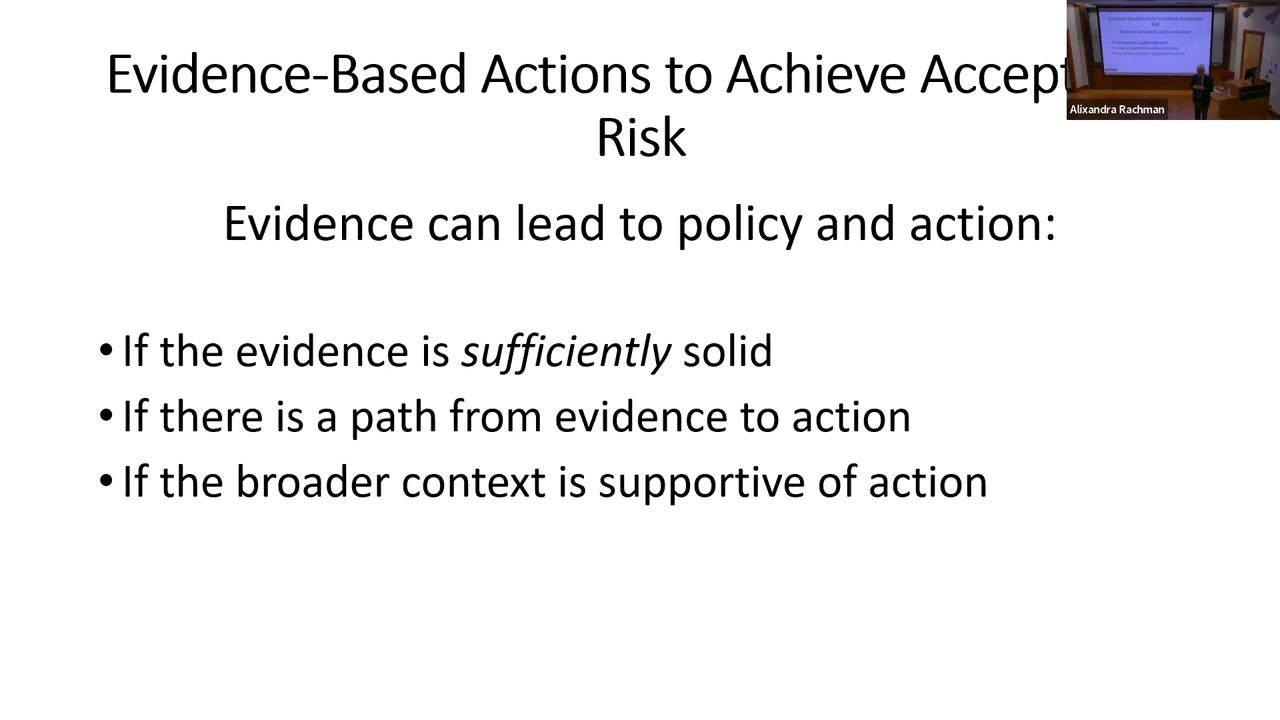 Evidence-Based Actions to Achieve Accept
Risk
Evidence can lead to policy and action:
• If the evidence is sufficiently solid
• If there is a path from evidence to action
• If the broader context is supportive of action
Alixandra Rachman